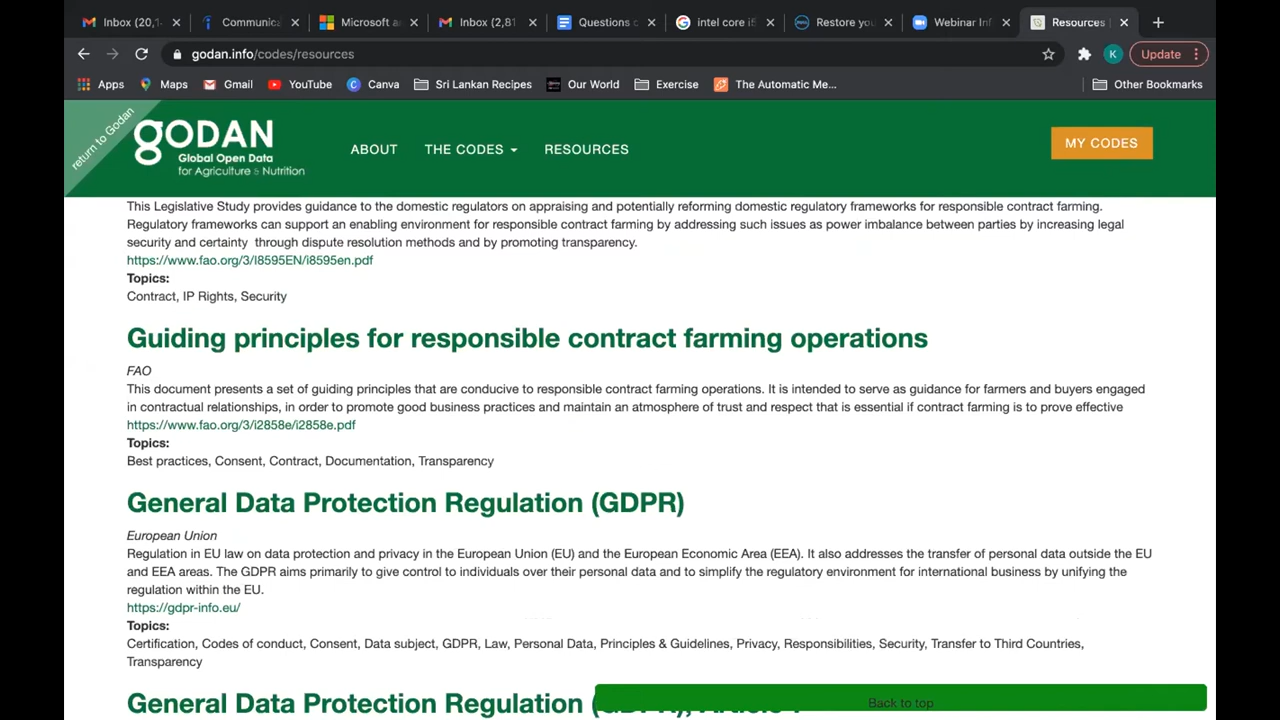 Inbox (20,1
Communica
Microsoft a
Inbox (2,81
Questions c
intel core i5
Restore you
Webinar Inf
Resources
godan.info/codes/resources
K
Update
Apps
Maps
Gmail
YouTube
Canva
Sri Lankan Recipes
Our World
Exercise
The Automatic Me...
Other Bookmarks
return to Godan
GODAN
Global Open Data
for Agriculture & Nutrition
ABOUT
THE CODES
RESOURCES
MY CODES
This Legislative Study provides guidance to the domestic regulators on appraising and potentially reforming domestic regulatory frameworks for responsible contract farming.
Regulatory frameworks can support an enabling environment for responsible contract farming by addressing such issues as power imbalance between parties by increasing legal
security and certainty through dispute resolution methods and by promoting transparency.
https://www.fao.org/3/I8595EN/i8595en.pdf
Topics:
Contract, IP Rights, Security
Guiding principles for responsible contract farming operations
FAO
This document presents a set of guiding principles that are conducive to responsible contract farming operations. It is intended to serve as guidance for farmers and buyers engaged
in contractual relationships, in order to promote good business practices and maintain an atmosphere of trust and respect that is essential if contract farming is to prove effective
https://www.fao.org/3/i2858e/i2858e.pdf
Topics:
Best practices, Consent, Contract, Documentation, Transparency
General Data Protection Regulation (GDPR)
European Union
Regulation in EU law on data protection and privacy in the European Union (EU) and the European Economic Area (EEA). It also addresses the transfer of personal data outside the EU
and EEA areas. The GDPR aims primarily to give control to individuals over their personal data and to simplify the regulatory environment for international business by unifying the
regulation within the EU.
https://gdpr-info.eu/
Topics:
Certification, Codes of conduct, Consent, Data subject, GDPR, Law, Personal Data, Principles & Guidelines, Privacy, Responsibilities, Security, Transfer to Third Countries,
Transparency
General Data Protection Regulation
Back to top